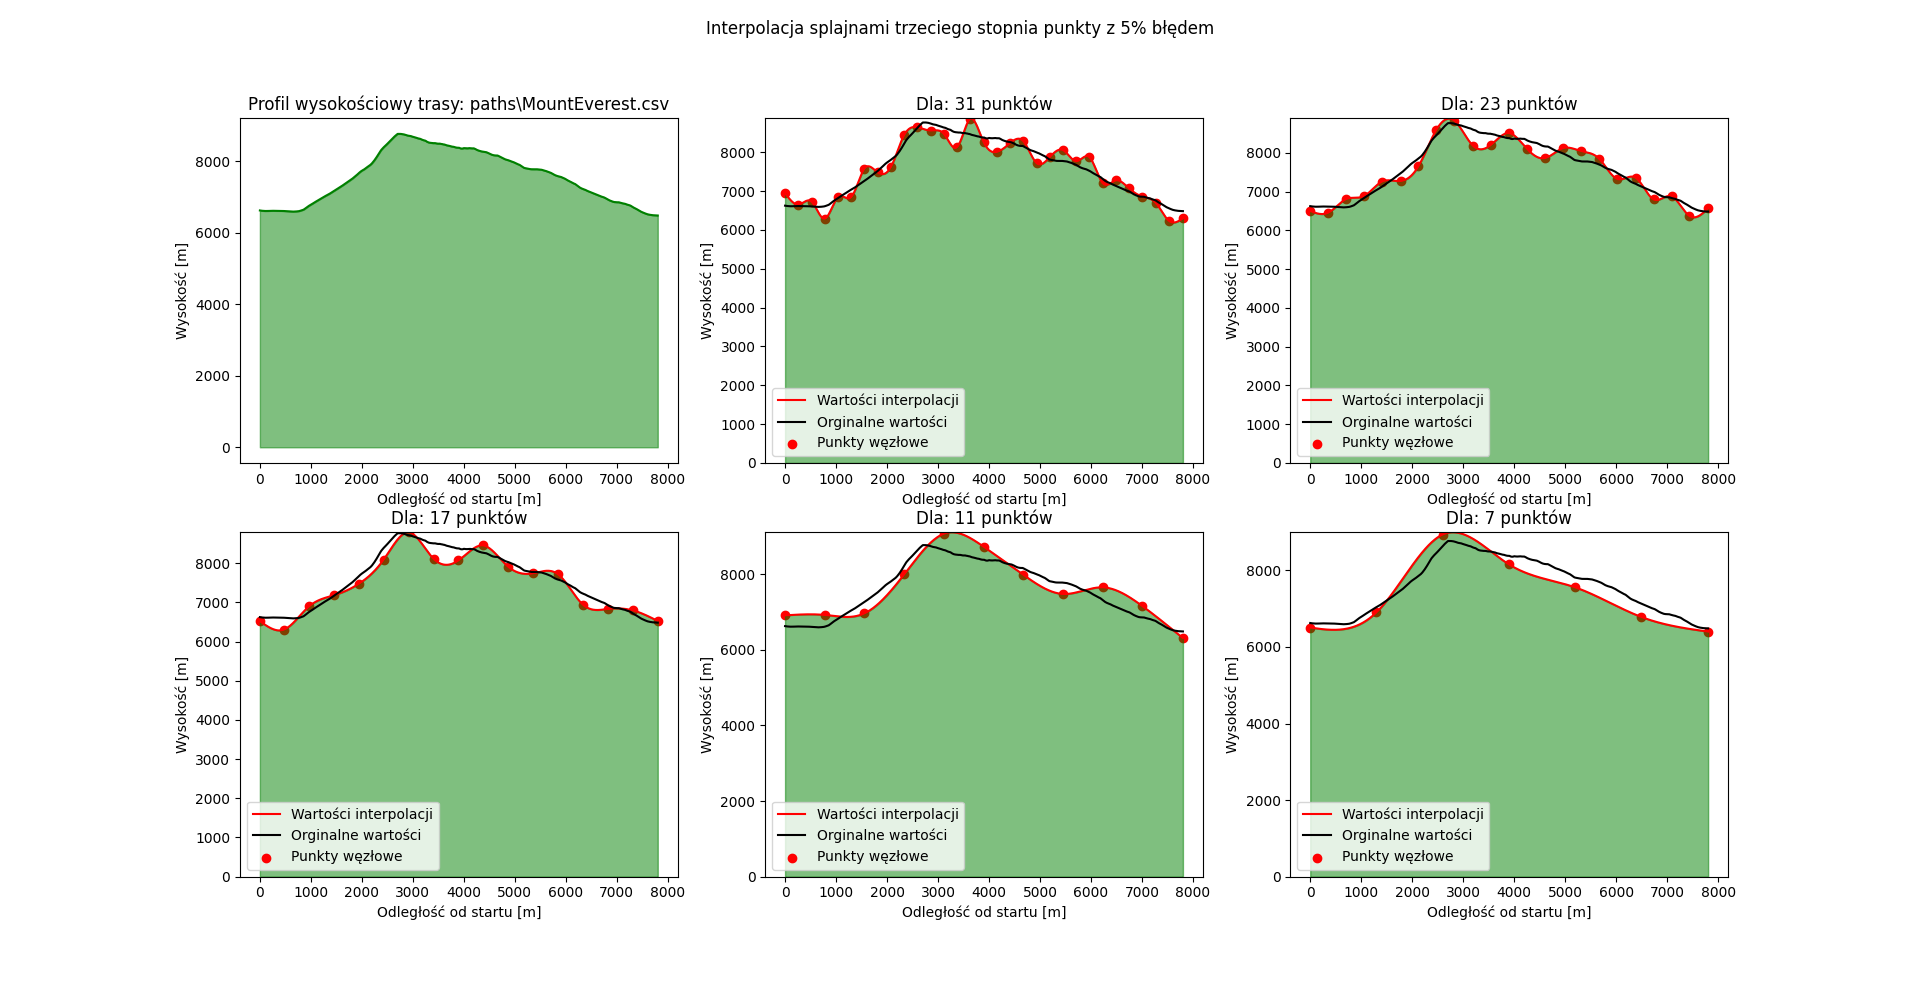 Interpolacja splajnami trzeciego stopnia punkty z 5% błędem
Profil wysokościowy trasy: paths\MountEverest.csv
Wysokość [m]
8000
6000
4000
2000
0
0 1000 2000 3000 4000 5000 6000 7000 8000
Odległość od startu [m]
Dla: 31 punktów
Wysokość [m]
8000
7000
6000
5000
4000
3000
2000
1000
0
Wartości interpolacji
Orginalne wartości
Punkty węzłowe
0 1000 2000 3000 4000 5000 6000 7000 8000
Odległość od startu [m]
Dla: 23 punktów
Wysokość [m]
8000
7000
6000
5000
4000
3000
2000
1000
0
Wartości interpolacji
Orginalne wartości
Punkty węzłowe
0 1000 2000 3000 4000 5000 6000 7000 8000
Odległość od startu [m]
Dla: 17 punktów
Wysokość [m]
8000
7000
6000
5000
4000
3000
2000
1000
0
Wartości interpolacji
Orginalne wartości
Punkty węzłowe
0 1000 2000 3000 4000 5000 6000 7000 8000
Odległość od startu [m]
Dla: 11 punktów
Wysokość [m]
8000
6000
4000
2000
0
Wartości interpolacji
Orginalne wartości
Punkty węzłowe
0 1000 2000 3000 4000 5000 6000 7000 8000
Odległość od startu [m]
Dla: 7 punktów
Wysokość [m]
8000
6000
4000
2000
0
Wartości interpolacji
Orginalne wartości
Punkty węzłowe
0 1000 2000 3000 4000 5000 6000 7000 8000
Odległość od startu [m]